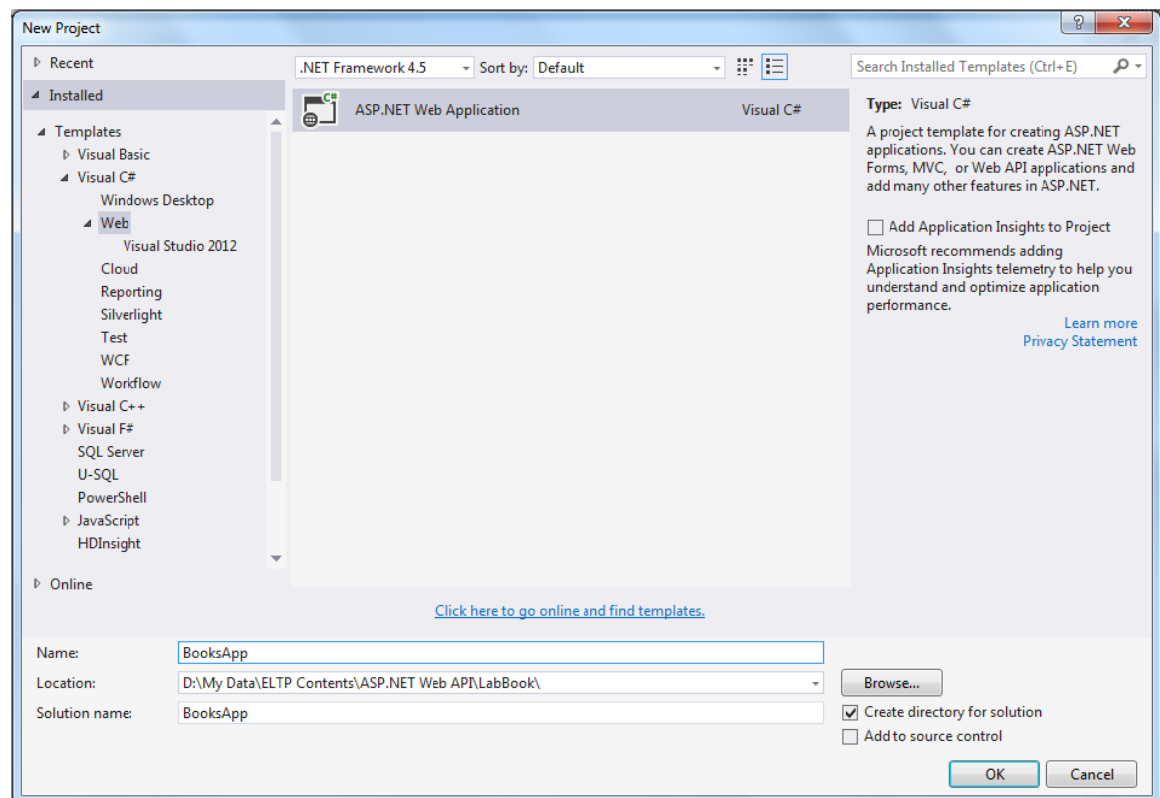 New Project
?
Recent
.NET Framework 4.5
Sort by: Default
Search Installed Templates (Ctrl+E)
Installed
Templates
Visual Basic
Visual C#
Windows Desktop
Web
Visual Studio 2012
Cloud
Reporting
Silverlight
Test
WCF
Workflow
Visual C++
Visual F#
SQL Server
U-SQL
PowerShell
JavaScript
HDInsight
Online
C#
ASP.NET Web Application Visual C#
Click here to go online and find templates.
Type: Visual C#
A project template for creating ASP.NET
applications. You can create ASP.NET Web
Forms, MVC, or Web API applications and
add many other features in ASP.NET.
Add Application Insights to Project
Microsoft recommends adding
Application Insights telemetry to help you
understand and optimize application
performance.
Learn more
Privacy Statement
Name: BooksApp
Location: D:\My Data\ELTP Contents\ASP.NET Web API\LabBook\
Browse...
Solution name: BooksApp
Create directory for solution
Add to source control
OK Cancel